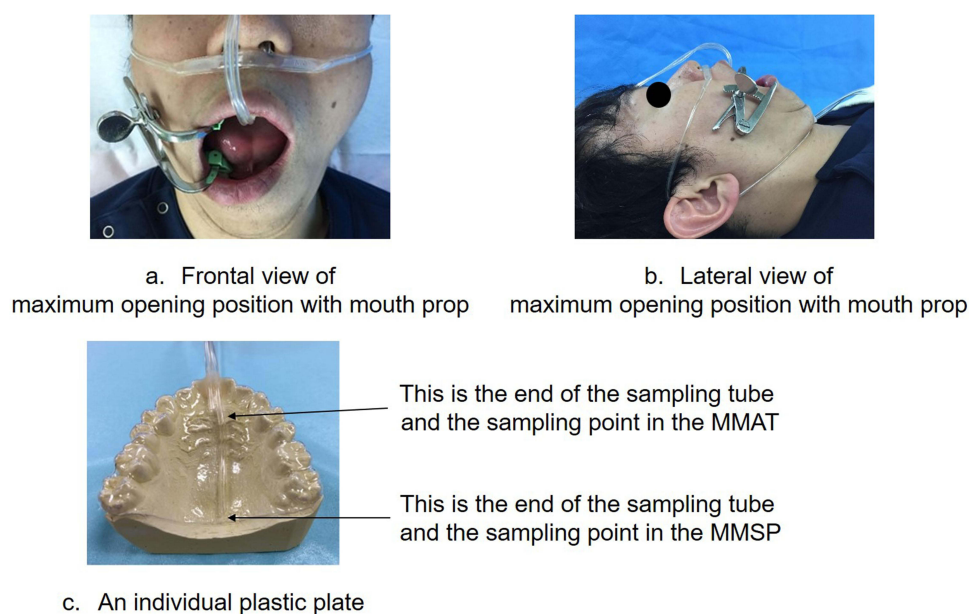 a. Frontal view of
maximum opening position with mouth prop
b. Lateral view of
maximum opening position with mouth prop
This is the end of the sampling tube
and the sampling point in the MMAT
This is the end of the sampling tube
and the sampling point in the MMSP
c. An individual plastic plate